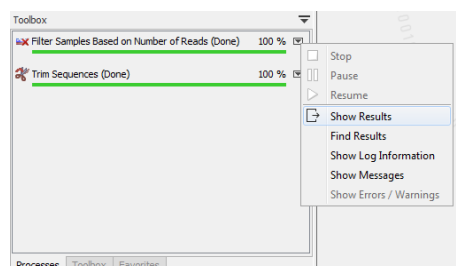 Toolbox
Filter Samples Based on Number of Reads (Done) 100 %
Trim Sequences (Done) 100 %
Stop
Pause
Resume
Show Results
Find Results
Show Log Information
Show Messages
Show Errors / Warnings
Processes Toolbox Favorites